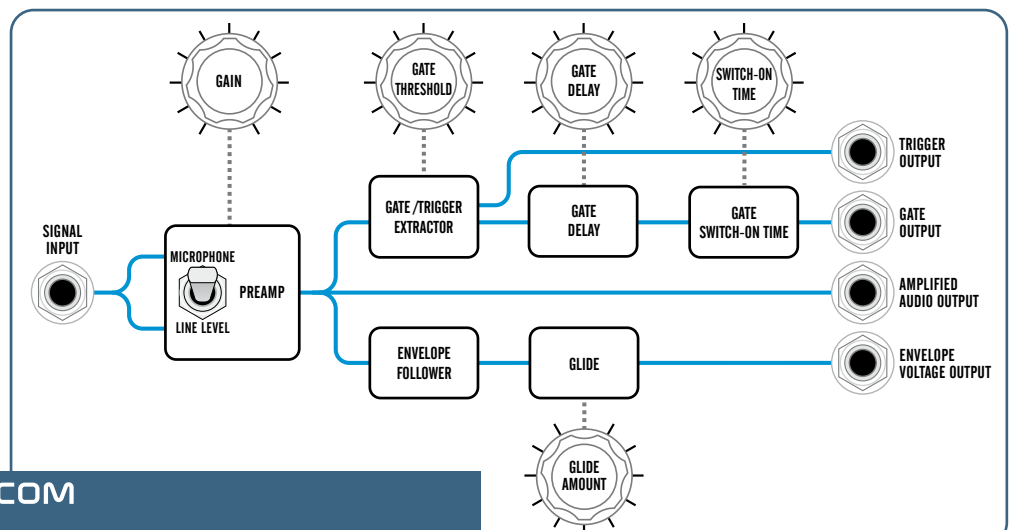 GAIN
GATE
THRESHOLD
GATE
DELAY
SWITCH-ON
TIME
TRIGGER
OUTPUT
GATE /TRIGGER
EXTRACTOR
GATE
DELAY
GATE
SWITCH-ON TIME
GATE
OUTPUT
SIGNAL
INPUT
MICROPHONE
PREAMP
LINE LEVEL
AMPLIFIED
AUDIO OUTPUT
ENVELOPE
FOLLOWER
GLIDE
ENVELOPE
VOLTAGE OUTPUT
GLIDE
AMOUNT
COM